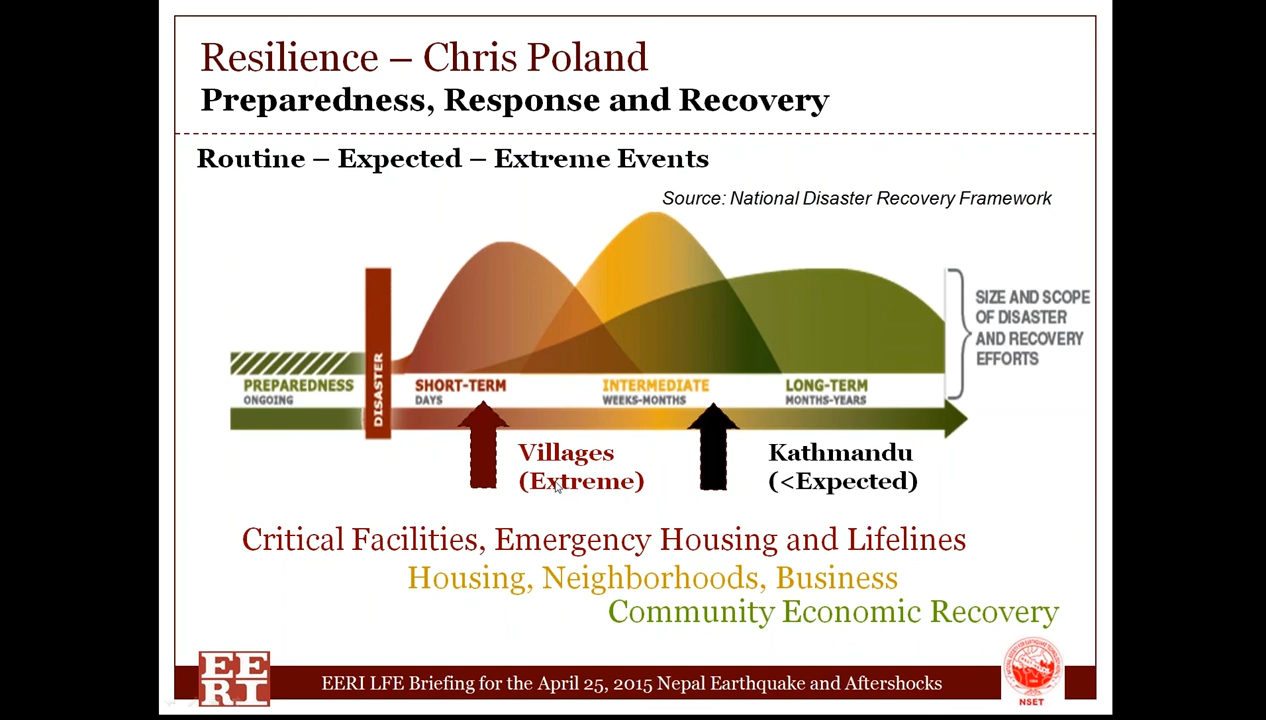 Resilience – Chris Poland
Preparedness, Response and Recovery
Routine – Expected – Extreme Events
Source: National Disaster Recovery Framework
SIZE AND SCOPE
OF DISASTER
AND RECOVERY
EFFORTS
DISASTER
PREPAREDNESS
ONGOING
SHORT-TERM
DAYS
INTERMEDIATE
WEEKS-MONTHS
LONG-TERM
MONTHS-YEARS
Villages
(Extreme)
Kathmandu
(<Expected)
Critical Facilities, Emergency Housing and Lifelines
Housing, Neighborhoods, Business
Community Economic Recovery
EE
RI
EERI LFE Briefing for the April 25, 2015 Nepal Earthquake and Aftershocks
NSET